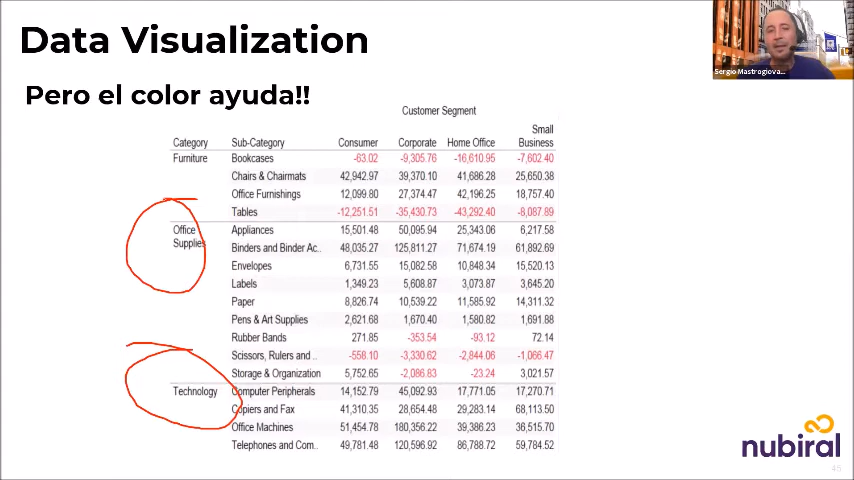 Data Visualization
Sergio Mastrogiova...
Pero el color ayuda!!
Customer Segment
Category Sub-Category Consumer Corporate Home Office Small Business
Furniture Bookcases -63.02 -9,305.76 -16,610.95 -7,602.40
Chairs & Chairmats 42,942.97 39,370.10 41,686.28 25,650.38
Office Furnishings 12,099.80 27,374.47 42,196.25 18,757.40
Tables -12,251.51 -35,430.73 -43,292.40 -8,087.89
Office Supplies Appliances 15,501.48 50,095.94 25,343.06 6,217.58
Binders and Binder Ac.. 48,035.27 125,811.27 71,674.19 61,892.69
Envelopes 6,731.55 15,082.58 10,848.34 15,520.13
Labels 1,349.23 5,608.87 3,073.87 3,645.20
Paper 8,826.74 10,539.22 11,585.92 14,311.32
Pens & Art Supplies 2,621.68 1,670.40 1,580.82 1,691.88
Rubber Bands 271.85 -353.54 -93.12 72.14
Scissors, Rulers and .. -558.10 -3,330.62 -2,844.06 -1,066.47
Storage & Organization 5,752.65 -2,086.83 -23.24 3,021.57
Technology Computer Peripherals 14,152.79 45,092.93 17,771.05 17,270.71
Copiers and Fax 41,310.35 28,654.48 29,283.14 68,113.50
Office Machines 51,454.78 180,356.22 39,386.23 36,515.70
Telephones and Com.. 49,781.48 120,596.92 86,788.72 59,784.52
nubiral
45